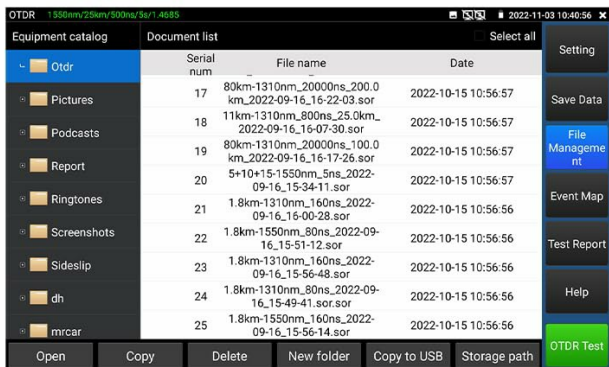 OTDR 1550nm/25km/500ns/5s/1.4685 2022-11-03 10:40:56
Equipment catalog Document list Select all
Setting
Serial num File name Date
Otdr
17 80km-1310nm_20000ns_200.0
km_2022-09-16_16-22-03.sor 2022-10-15 10:56:57
Pictures
Save Data
18 11km-1310nm_800ns_25.0km_
2022-09-16_16-07-30.sor 2022-10-15 10:56:57
Podcasts
File
Manageme
nt
19 80km-1310nm_20000ns_100.0
km_2022-09-16_16-17-26.sor 2022-10-15 10:56:57
Report
20 5+10+15-1550nm_5ns_2022-
09-16_15-34-11.sor 2022-10-15 10:56:57
Ringtones
Event Map
21 1.8km-1310nm_160ns_2022-
09-16_16-00-28.sor 2022-10-15 10:56:56
Screenshots
22 1.8km-1550nm_80ns_2022-09-
16_15-51-12.sor 2022-10-15 10:56:56
Test Report
Sideslip
23 1.8km-1310nm_160ns_2022-
09-16_15-56-48.sor 2022-10-15 10:56:56
dh
Help
24 1.8km-1310nm_80ns_2022-09-
16_15-49-41.sor.sor 2022-10-15 10:56:56
mrcar
25 1.8km-1550nm_160ns_2022-
09-16_15-56-14.sor 2022-10-15 10:56:56
OTDR Test
Open Copy Delete New folder Copy to USB Storage path